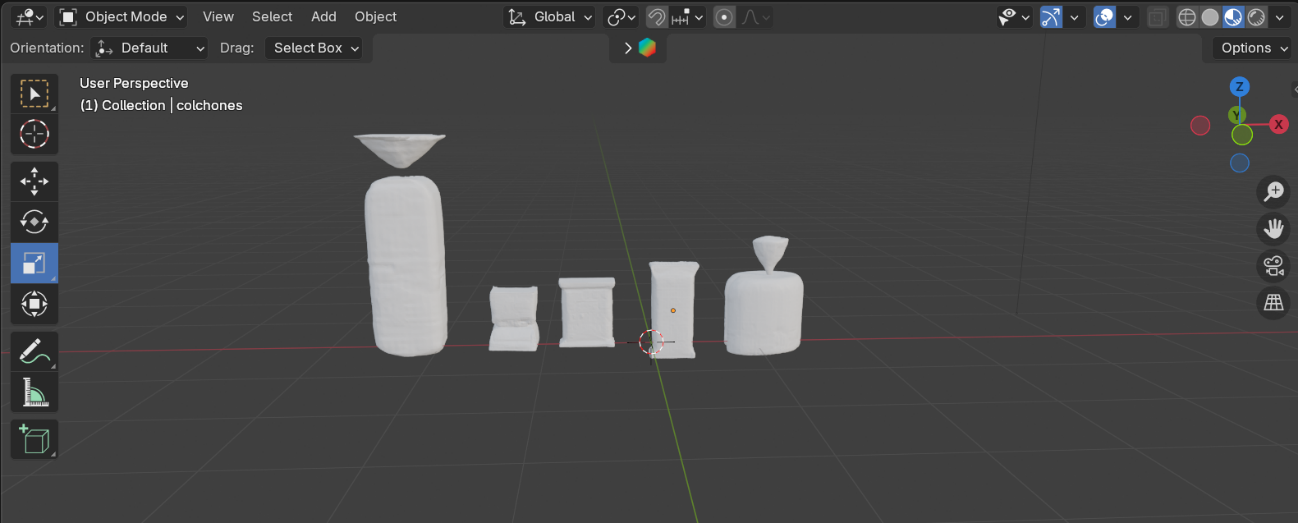 Object Mode View Select Add Object Global
Orientation: Default Drag: Select Box Options
User Perspective
(1) Collection | colchones
Z
Y
X